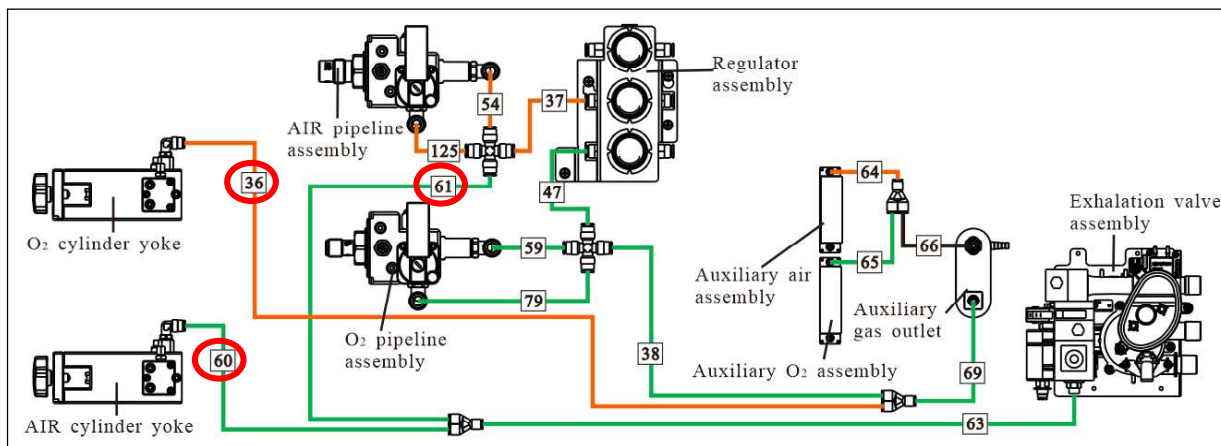 Regulator
assembly
54
37
AIR pipeline
assembly
125
36
61
47
64
O2 cylinder yoke
Exhalation valve
assembly
59
66
65
Auxiliary air
assembly
79
Auxiliary
gas outlet
O2 pipeline
assembly
60
38
Auxiliary O2 assembly
69
AIR cylinder yoke
63